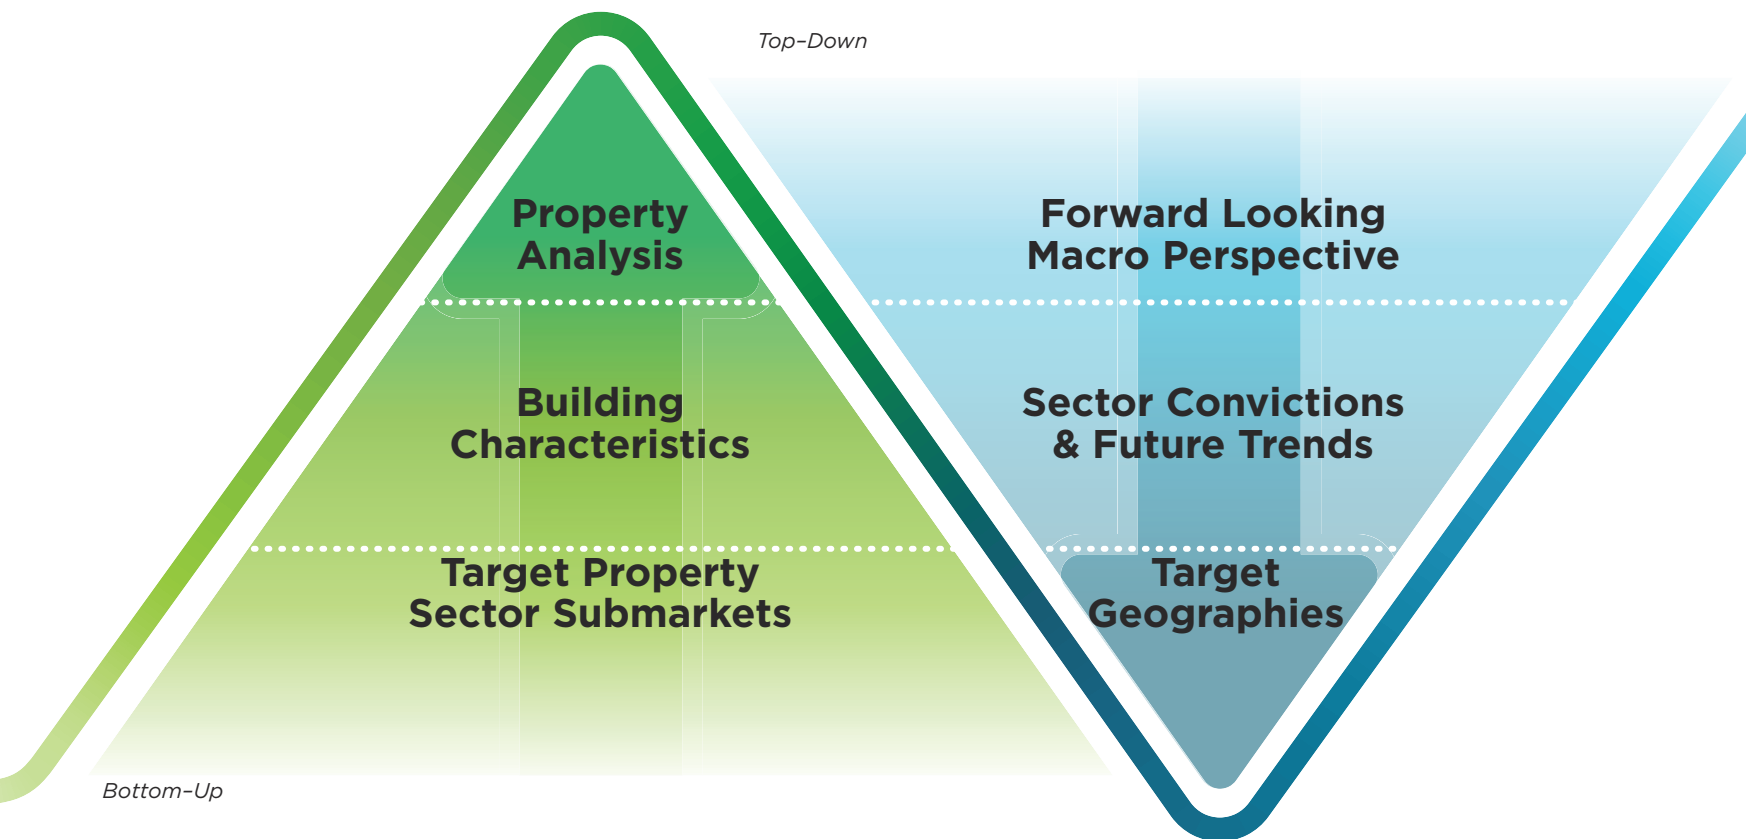 Top–Down
Property
Analysis
Building
Characteristics
Target Property
Sector Submarkets
Bottom–Up
Forward Looking
Macro Perspective
Sector Convictions
& Future Trends
Target
Geographies